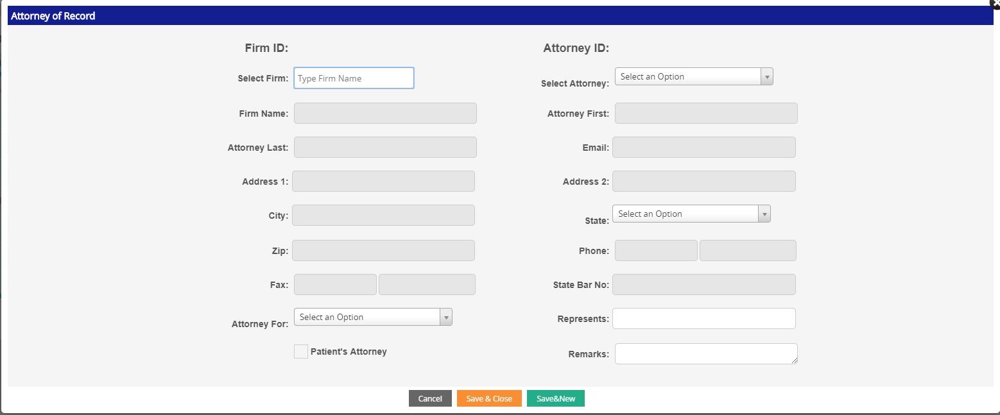 Attorney of Record
Firm ID: Attorney ID:
Select Firm: Type Firm Name Select Attorney: Select an Option
Firm Name: Attorney First:
Attorney Last: Email:
Address 1: Address 2:
City: State: Select an Option
Zip: Phone:
Fax: State Bar No:
Attorney For: Select an Option Represents:
Patient's Attorney Remarks:
Cancel Save & Close Save&New